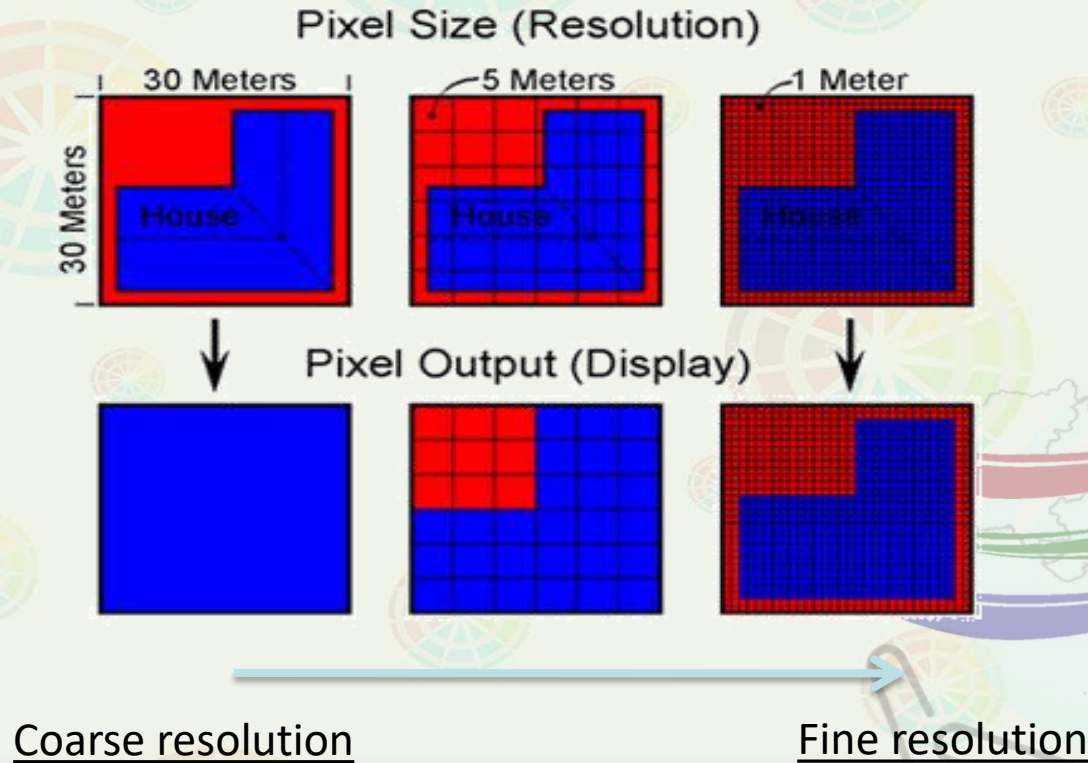 Pixel Size (Resolution)
30 Meters
5 Meters
1 Meter
30 Meters
House
House
House
Pixel Output (Display)
Coarse resolution
Fine resolution